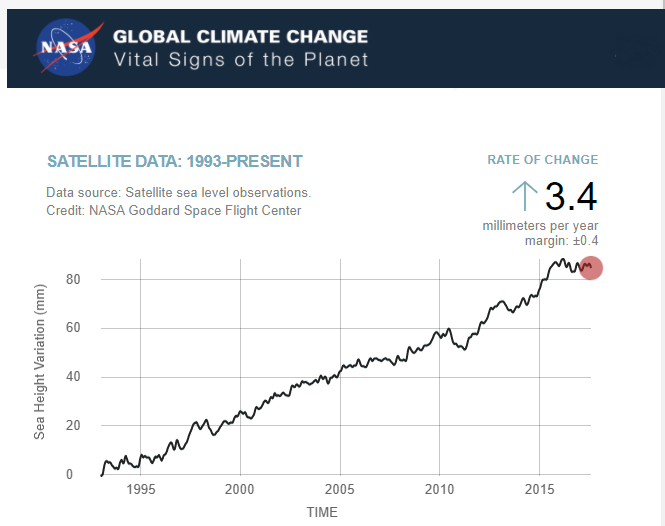 NASA
GLOBAL CLIMATE CHANGE
Vital Signs of the Planet
SATELLITE DATA: 1993-PRESENT
Data source: Satellite sea level observations.
Credit: NASA Goddard Space Flight Center
RATE OF CHANGE
↑ 3.4
millimeters per year
margin: ±0.4
Sea Height Variation (mm)
80
60
40
20
0
1995 2000 2005 2010 2015
TIME